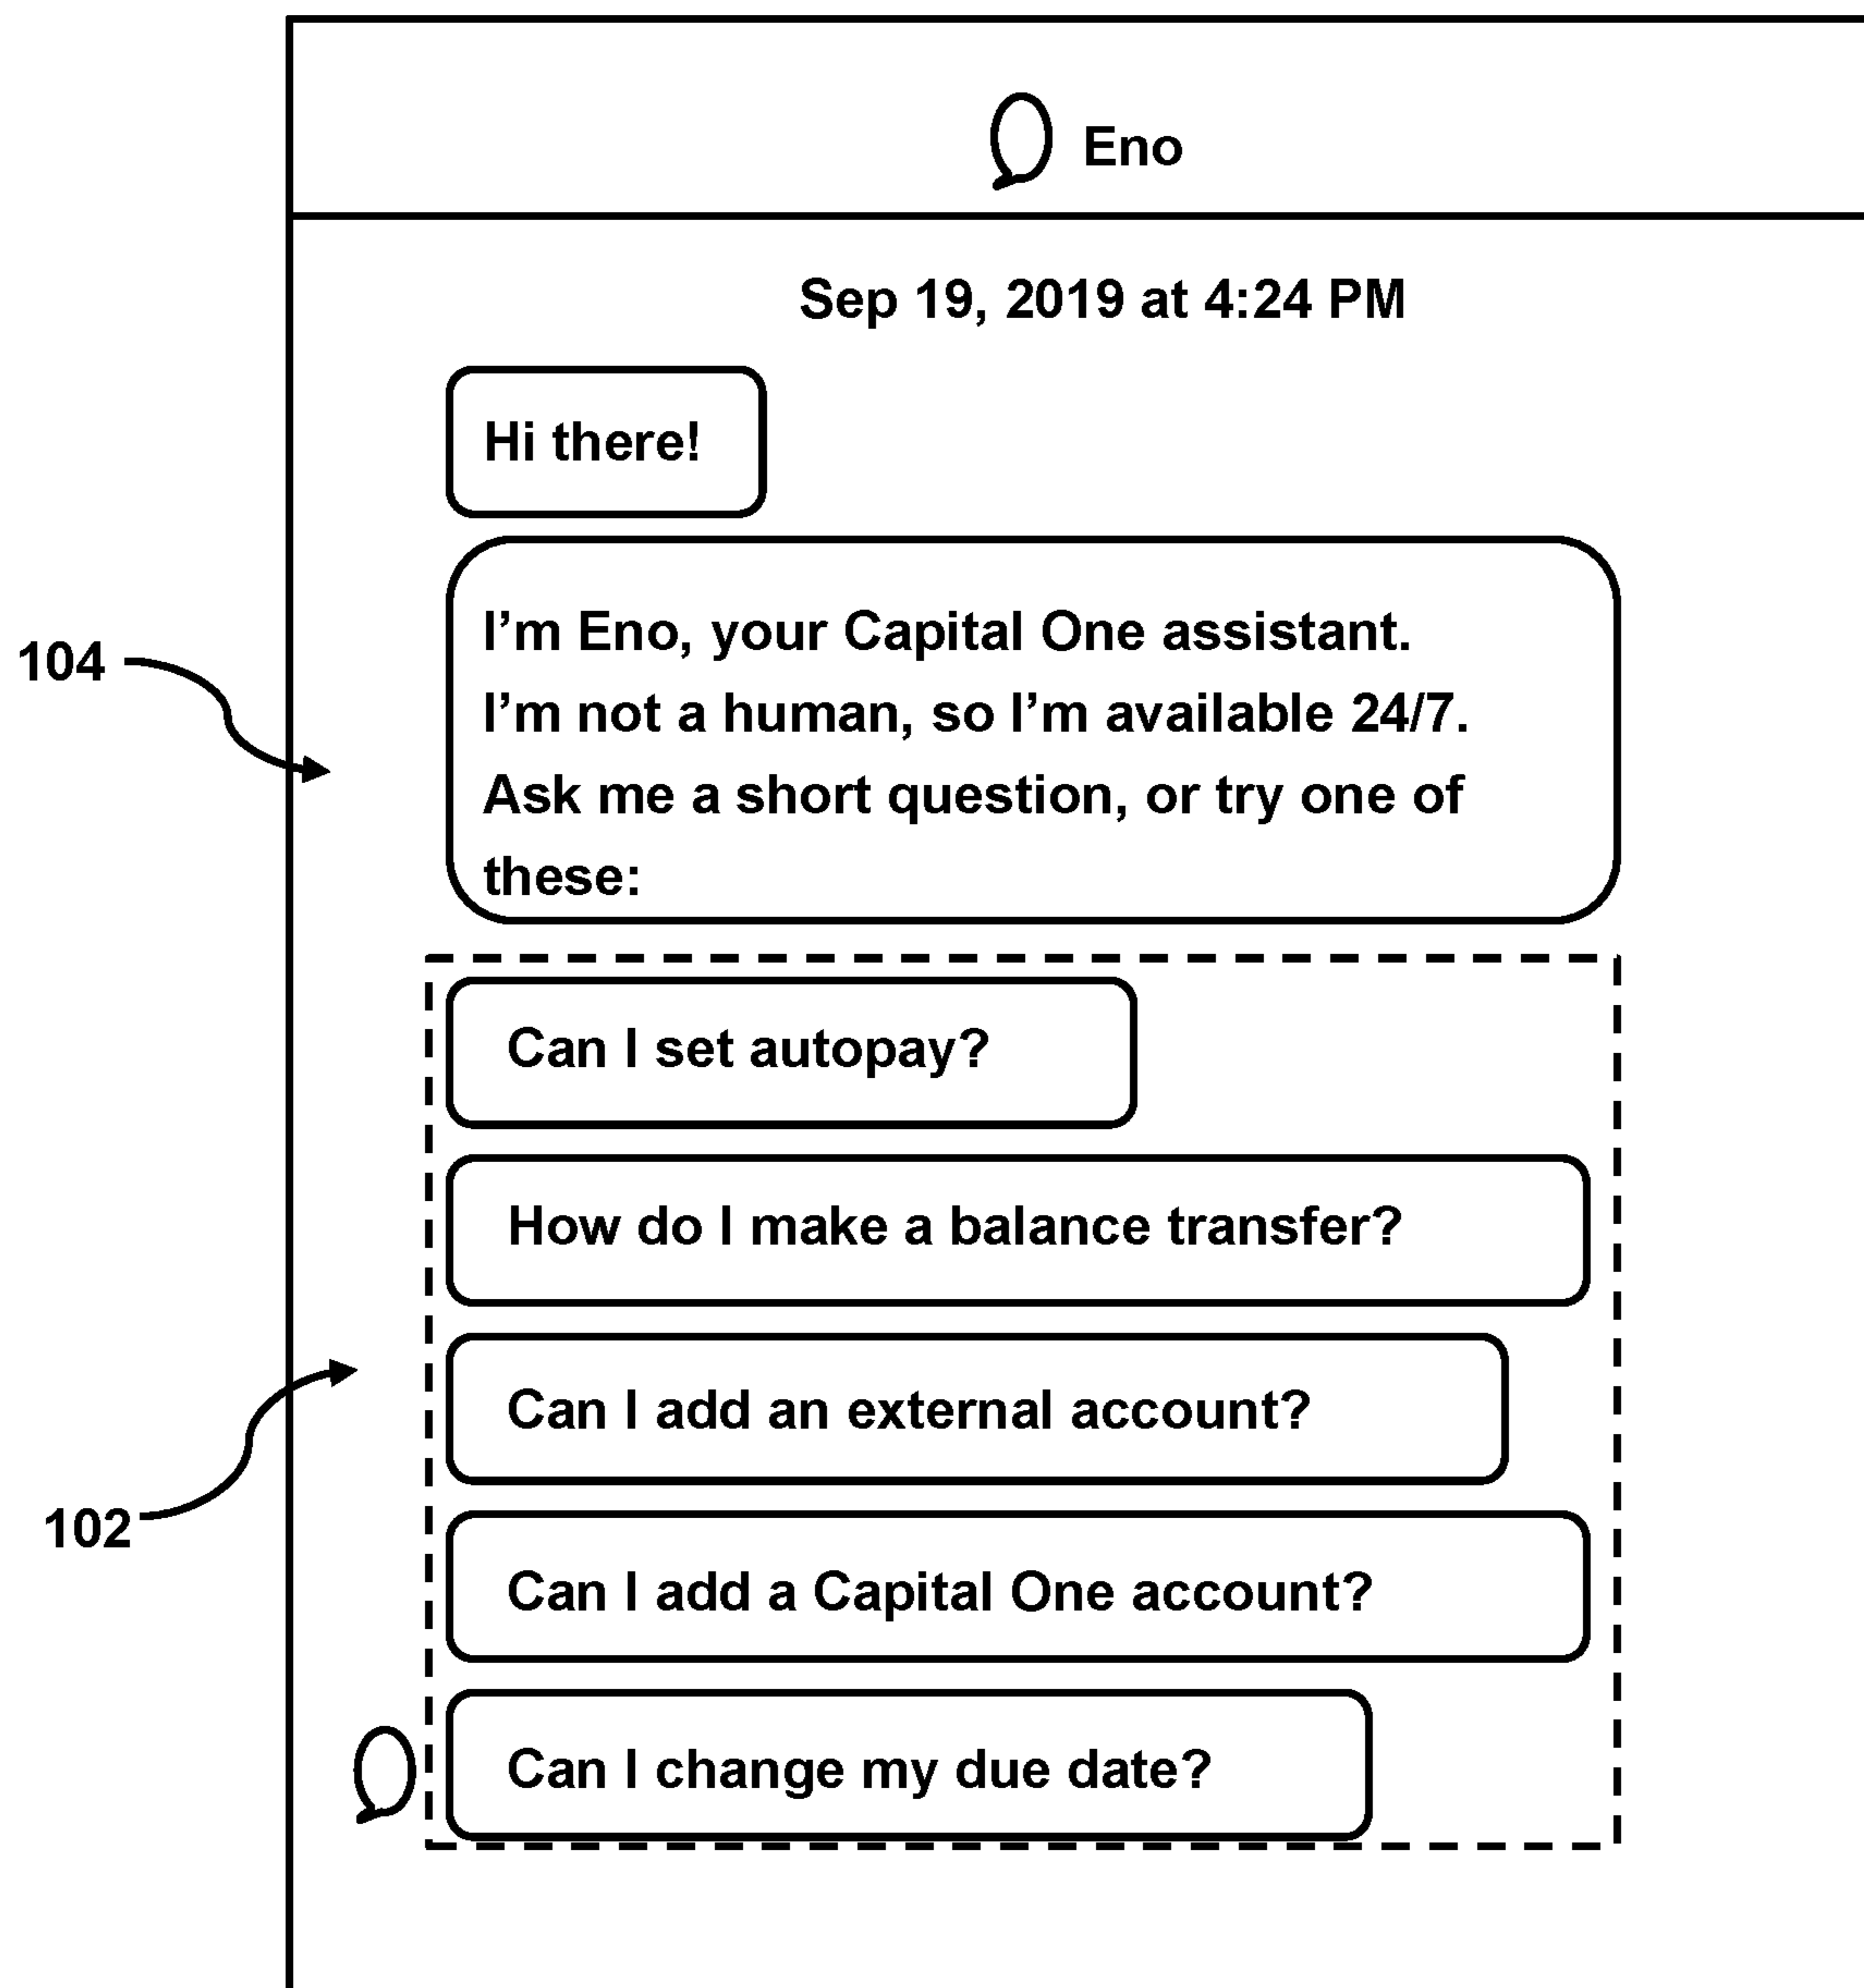 Eno
Sep 19, 2019 at 4:24 PM
Hi there!
104
I’m Eno, your Capital One assistant.
I’m not a human, so I’m available 24/7.
Ask me a short question, or try one of
these:
Can I set autopay?
How do I make a balance transfer?
Can I add an external account?
102
Can I add a Capital One account?
Can I change my due date?